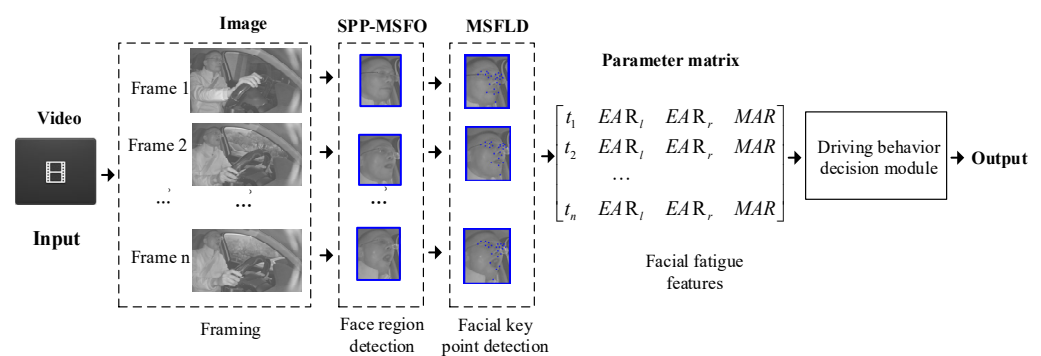 Video
Input
Image
Frame 1
Frame 2
... ...
Frame n
Framing
SPP-MSFO
...
Face region
detection
MSFLD
Facial key
point detection
Parameter matrix
t1 EARl EARr MAR
t2 EARl EARr MAR
...
tn EARl EARr MAR
Facial fatigue
features
Driving behavior
decision module
Output